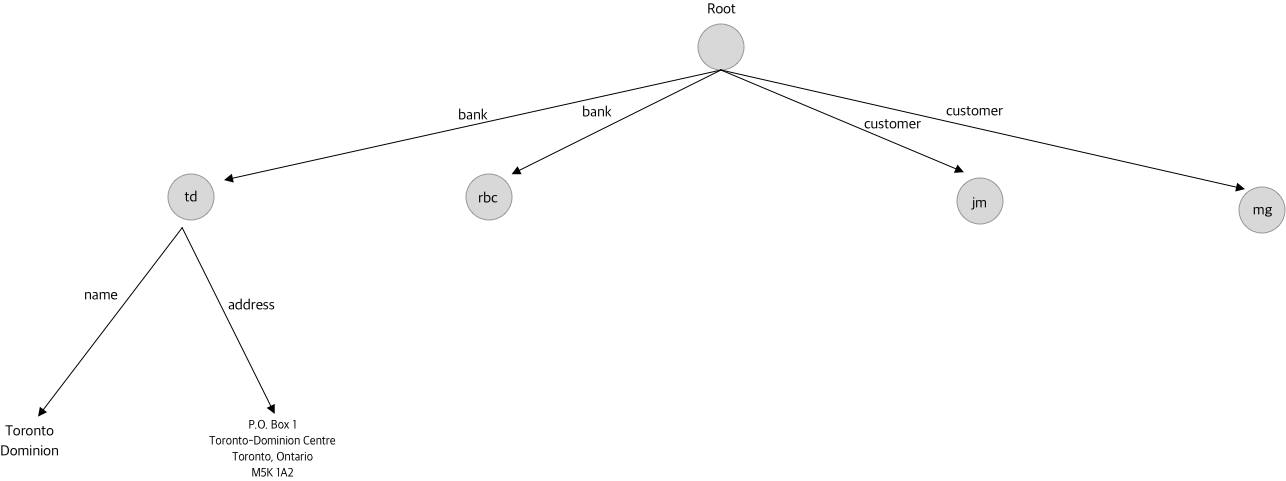 Root
bank
bank
customer
customer
td
rbc
jm
mg
name
address
Toronto
Dominion
P.O. Box 1
Toronto-Dominion Centre
Toronto, Ontario
M5K 1A2